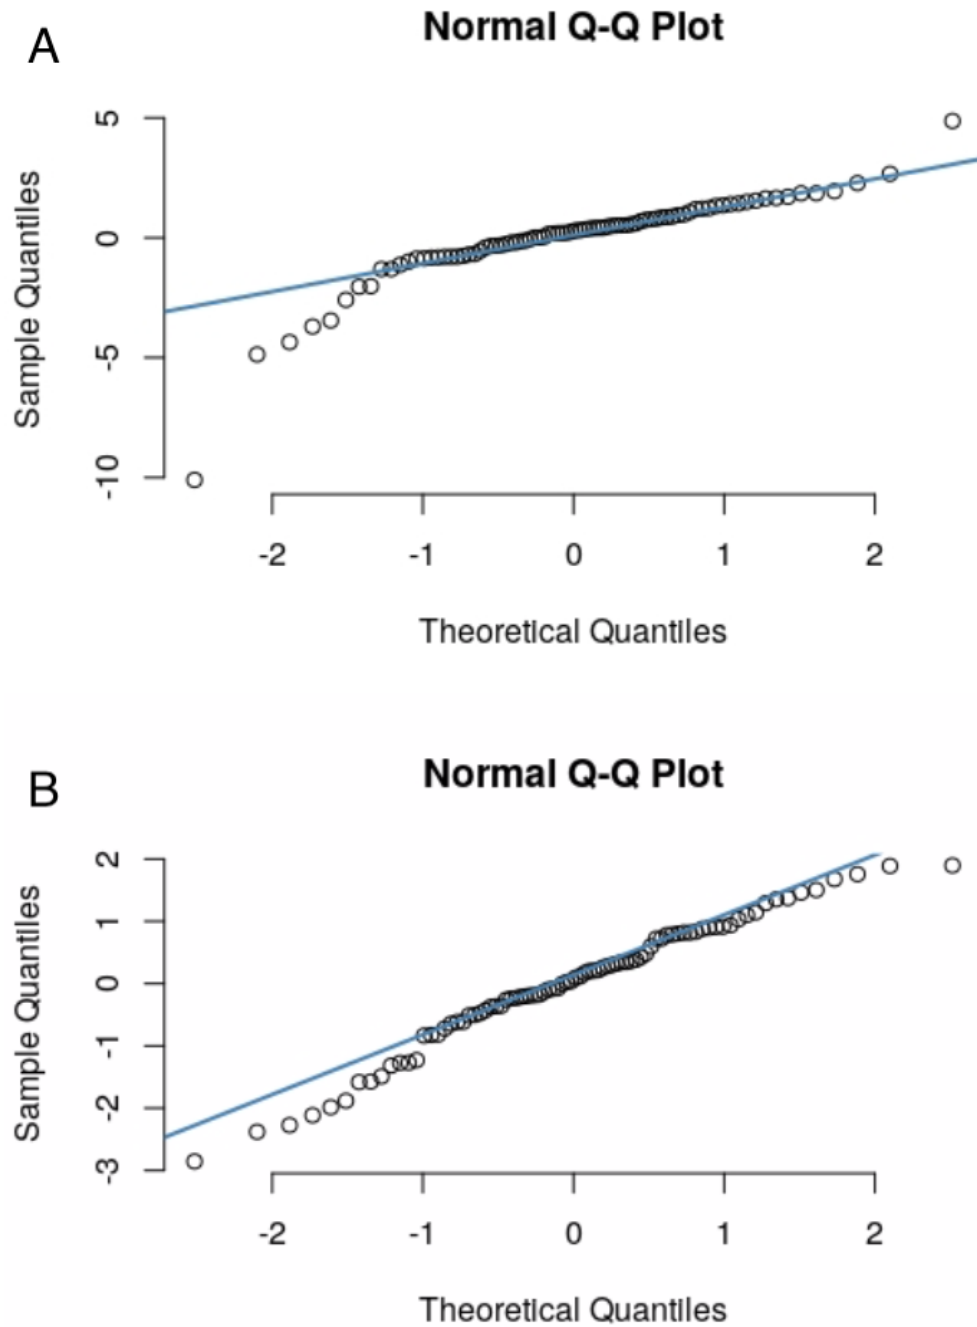 A
Normal Q-Q Plot
5
0
-5
-10
Sample Quantiles
-2 -1 0 1 2
Theoretical Quantiles
B
Normal Q-Q Plot
2
1
0
-1
-2
-3
Sample Quantiles
-2 -1 0 1 2
Theoretical Quantiles